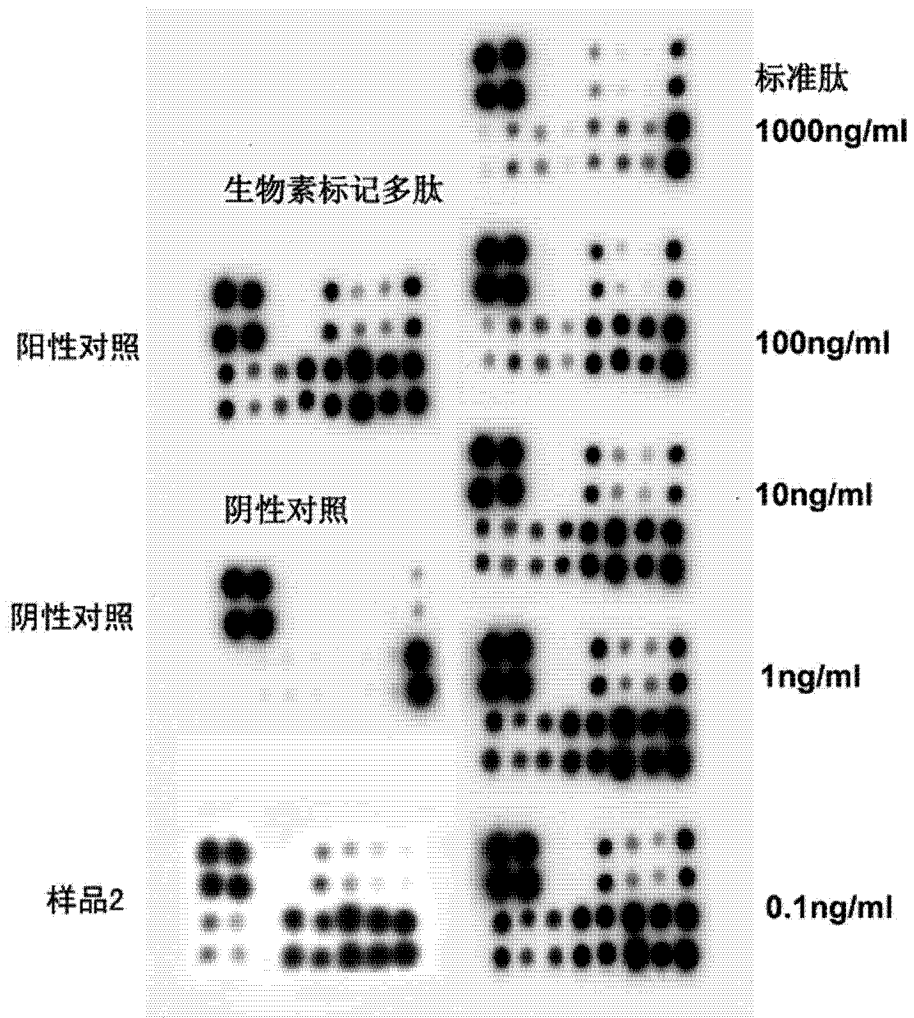 标准肽
1000ng/ml
生物素标记多肽
阳性对照
100ng/ml
阴性对照
10ng/ml
阴性对照
1ng/ml
样品2
0.1ng/ml